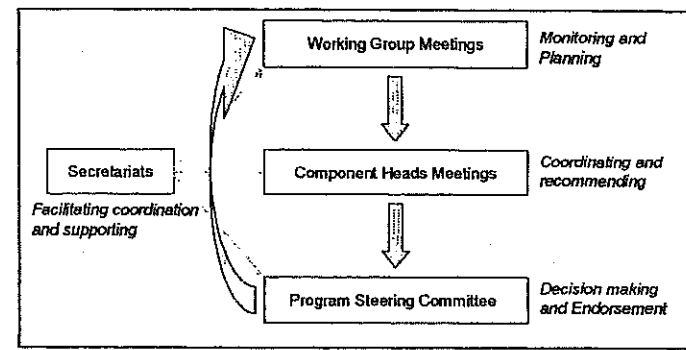 Working Group Meetings
Monitoring and
Planning
Secretariats
Facilitating coordination
and supporting
Component Heads Meetings
Coordinating and
recommending
Program Steering Committee
Decision making
and Endorsement